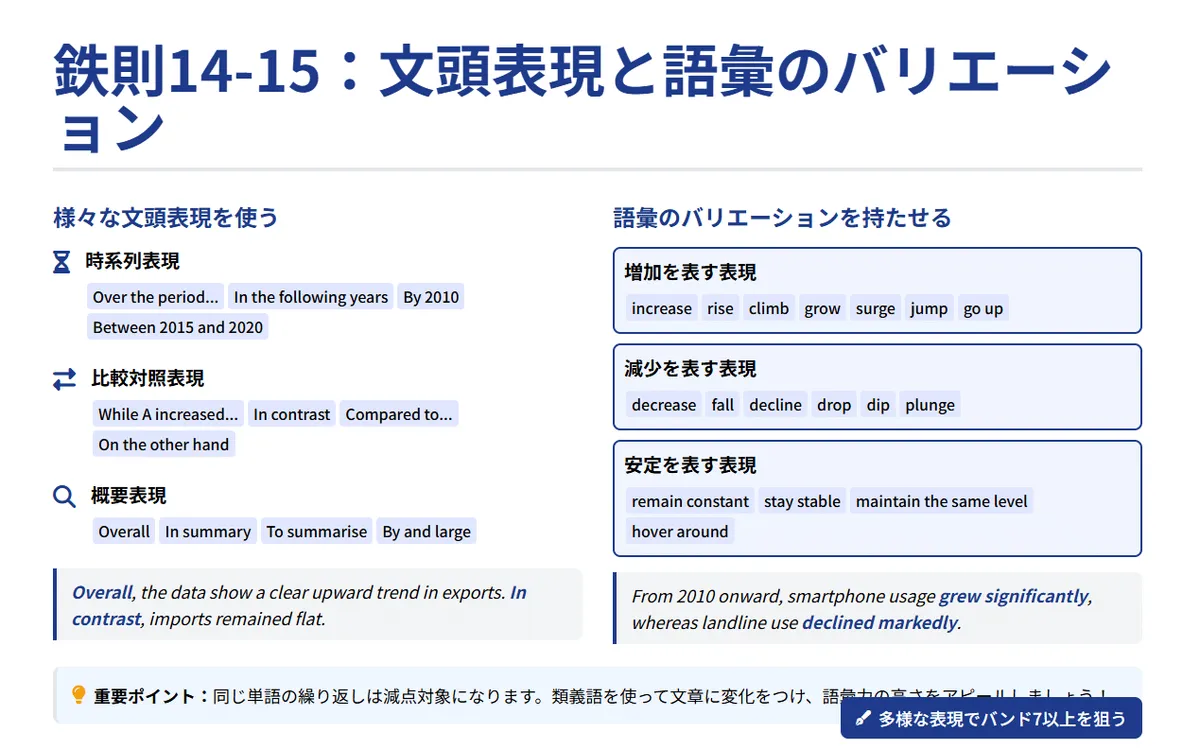 鉄則14-15：文頭表現と語彙のバリエーシ
ョン
様々な文頭表現を使う
時系列表現
Over the period... In the following years By 2010
Between 2015 and 2020
比較対照表現
While A increased... In contrast Compared to...
On the other hand
概要表現
Overall In summary To summarise By and large
Overall, the data show a clear upward trend in exports. In
contrast, imports remained flat.
語彙のバリエーションを持たせる
増加を表す表現
increase rise climb grow surge jump go up
減少を表す表現
decrease fall decline drop dip plunge
安定を表す表現
remain constant stay stable maintain the same level
hover around
From 2010 onward, smartphone usage grew significantly,
whereas landline use declined markedly.
重要ポイント：同じ単語の繰り返しは減点対象になります。類義語を使って文章に変化をつけ、語彙力の高さをアピールしましょう！
多様な表現でバンド7以上を狙う